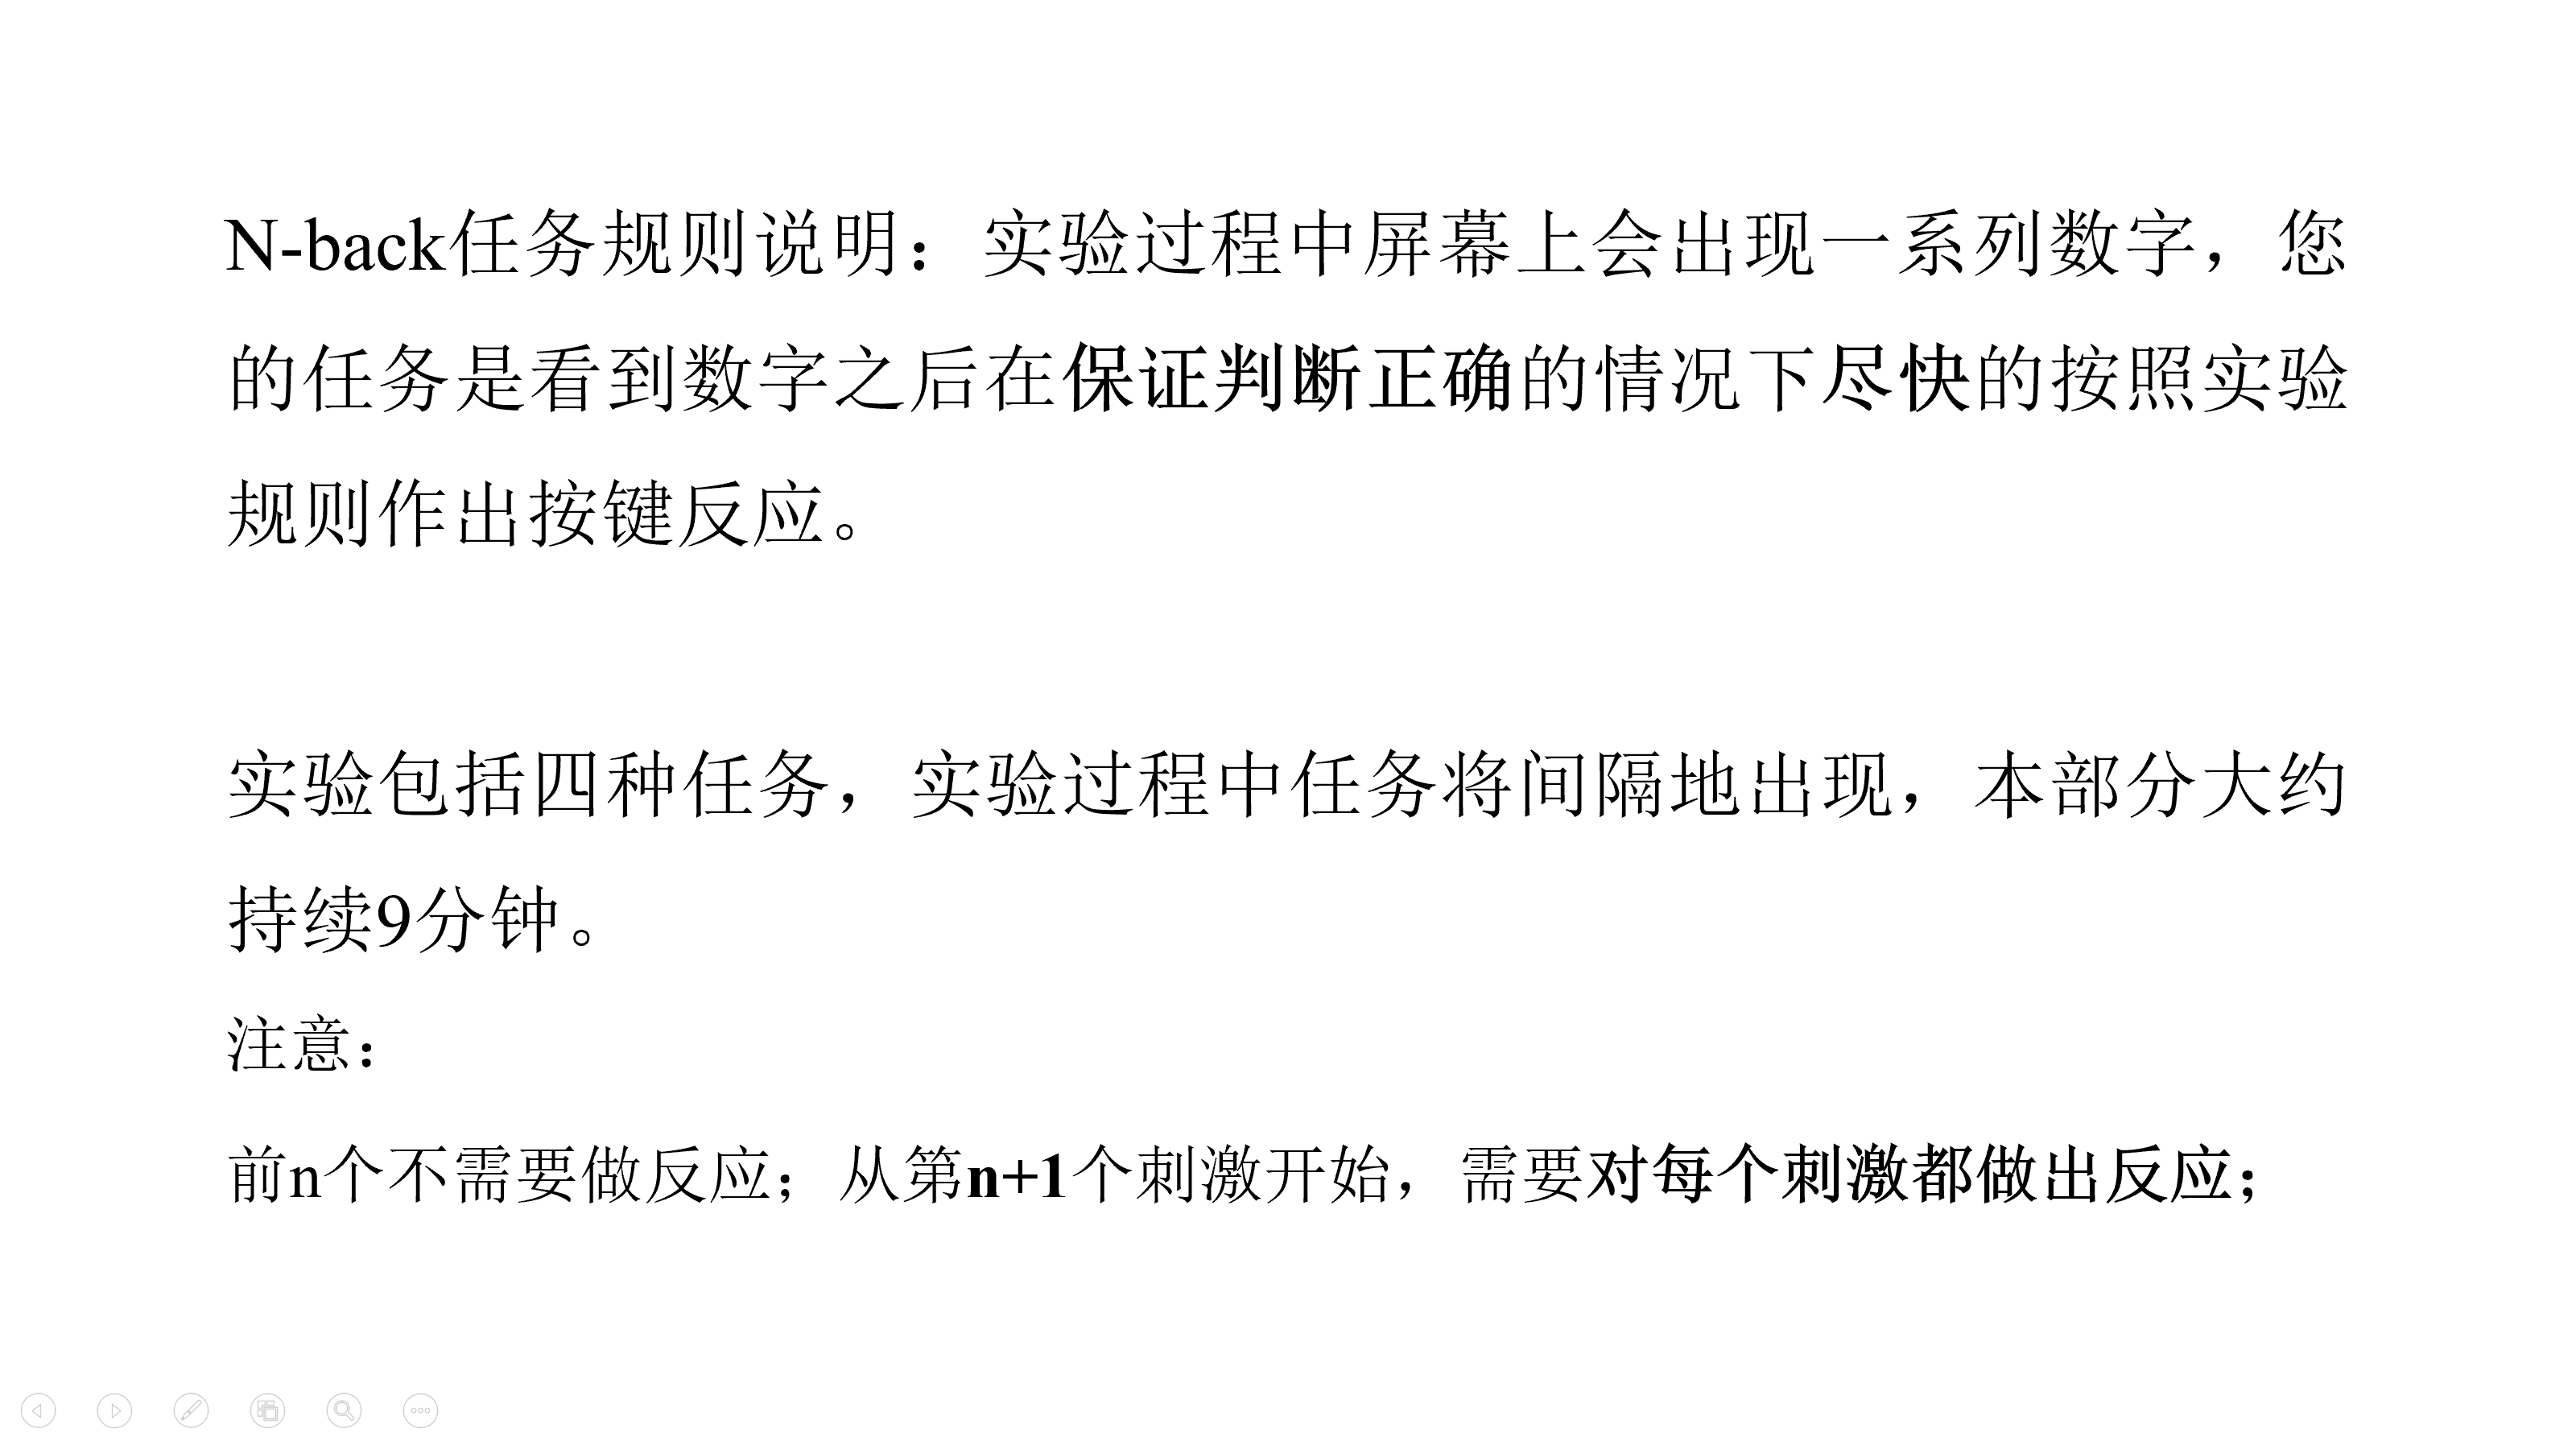 N-back任务规则说明：实验过程中屏幕上会出现一系列数字，您
的任务是看到数字之后在保证判断正确的情况下尽快的按照实验
规则作出按键反应。
实验包括四种任务，实验过程中任务将间隔地出现，本部分大约
持续9分钟。
注意：
前n个不需要做反应；从第n+1个刺激开始，需要对每个刺激都做出反应；